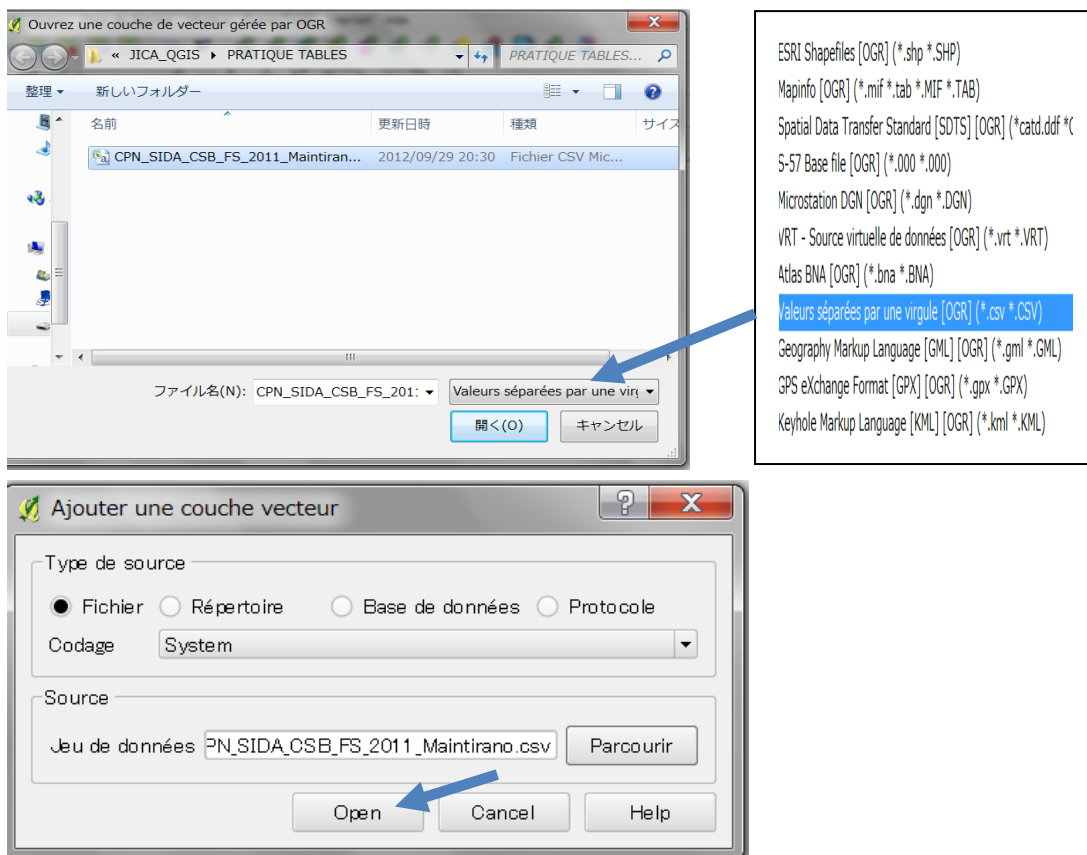 Ouvrez une couche de vecteur gérée par OGR
« JICA_QGIS ▸ PRATIQUE TABLES
PRATIQUE TABLES...
整理
新しいフォルダー
名前 更新日時 種類 サイズ
CPN_SIDA_CSB_FS_2011_Maintiran... 2012/09/29 20:30 Fichier CSV Mic...
ファイル名(N): CPN_SIDA_CSB_FS_201: Valeurs séparées par une vir
開く(O) キャンセル
ESRI Shapefiles [OGR] (*.shp *.SHP)
Mapinfo [OGR] (*.mif *.tab *.MIF *.TAB)
Spatial Data Transfer Standard [SDTS] [OGR] (*catd.ddf *C
S-57 Base file [OGR] (*.000 *.000)
Microstation DGN [OGR] (*.dgn *.DGN)
VRT - Source virtuelle de données [OGR] (*.vrt *.VRT)
Atlas BNA [OGR] (*.bna *.BNA)
Valeurs séparées par une virgule [OGR] (*.csv *.CSV)
Geography Markup Language [GML] [OGR] (*.gml *.GML)
GPS eXchange Format [GPX] [OGR] (*.gpx *.GPX)
Keyhole Markup Language [KML] [OGR] (*.kml *.KML)
Ajouter une couche vecteur
Type de source
Fichier Répertoire Base de données Protocole
Codage System
Source
Jeu de données PN_SIDA_CSB_FS_2011_Maintirano.csv Parcourir
Open Cancel Help